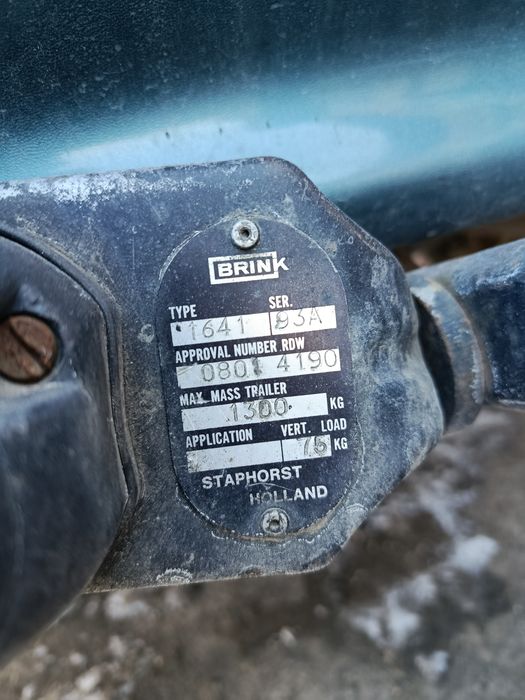 BRINK
TYPE SER.
1641 93A
APPROVAL NUMBER RDW
0801 4190
MAX MASS TRAILER
1300 KG
APPLICATION VERT. LOAD
75 KG
STAPHORST
HOLLAND